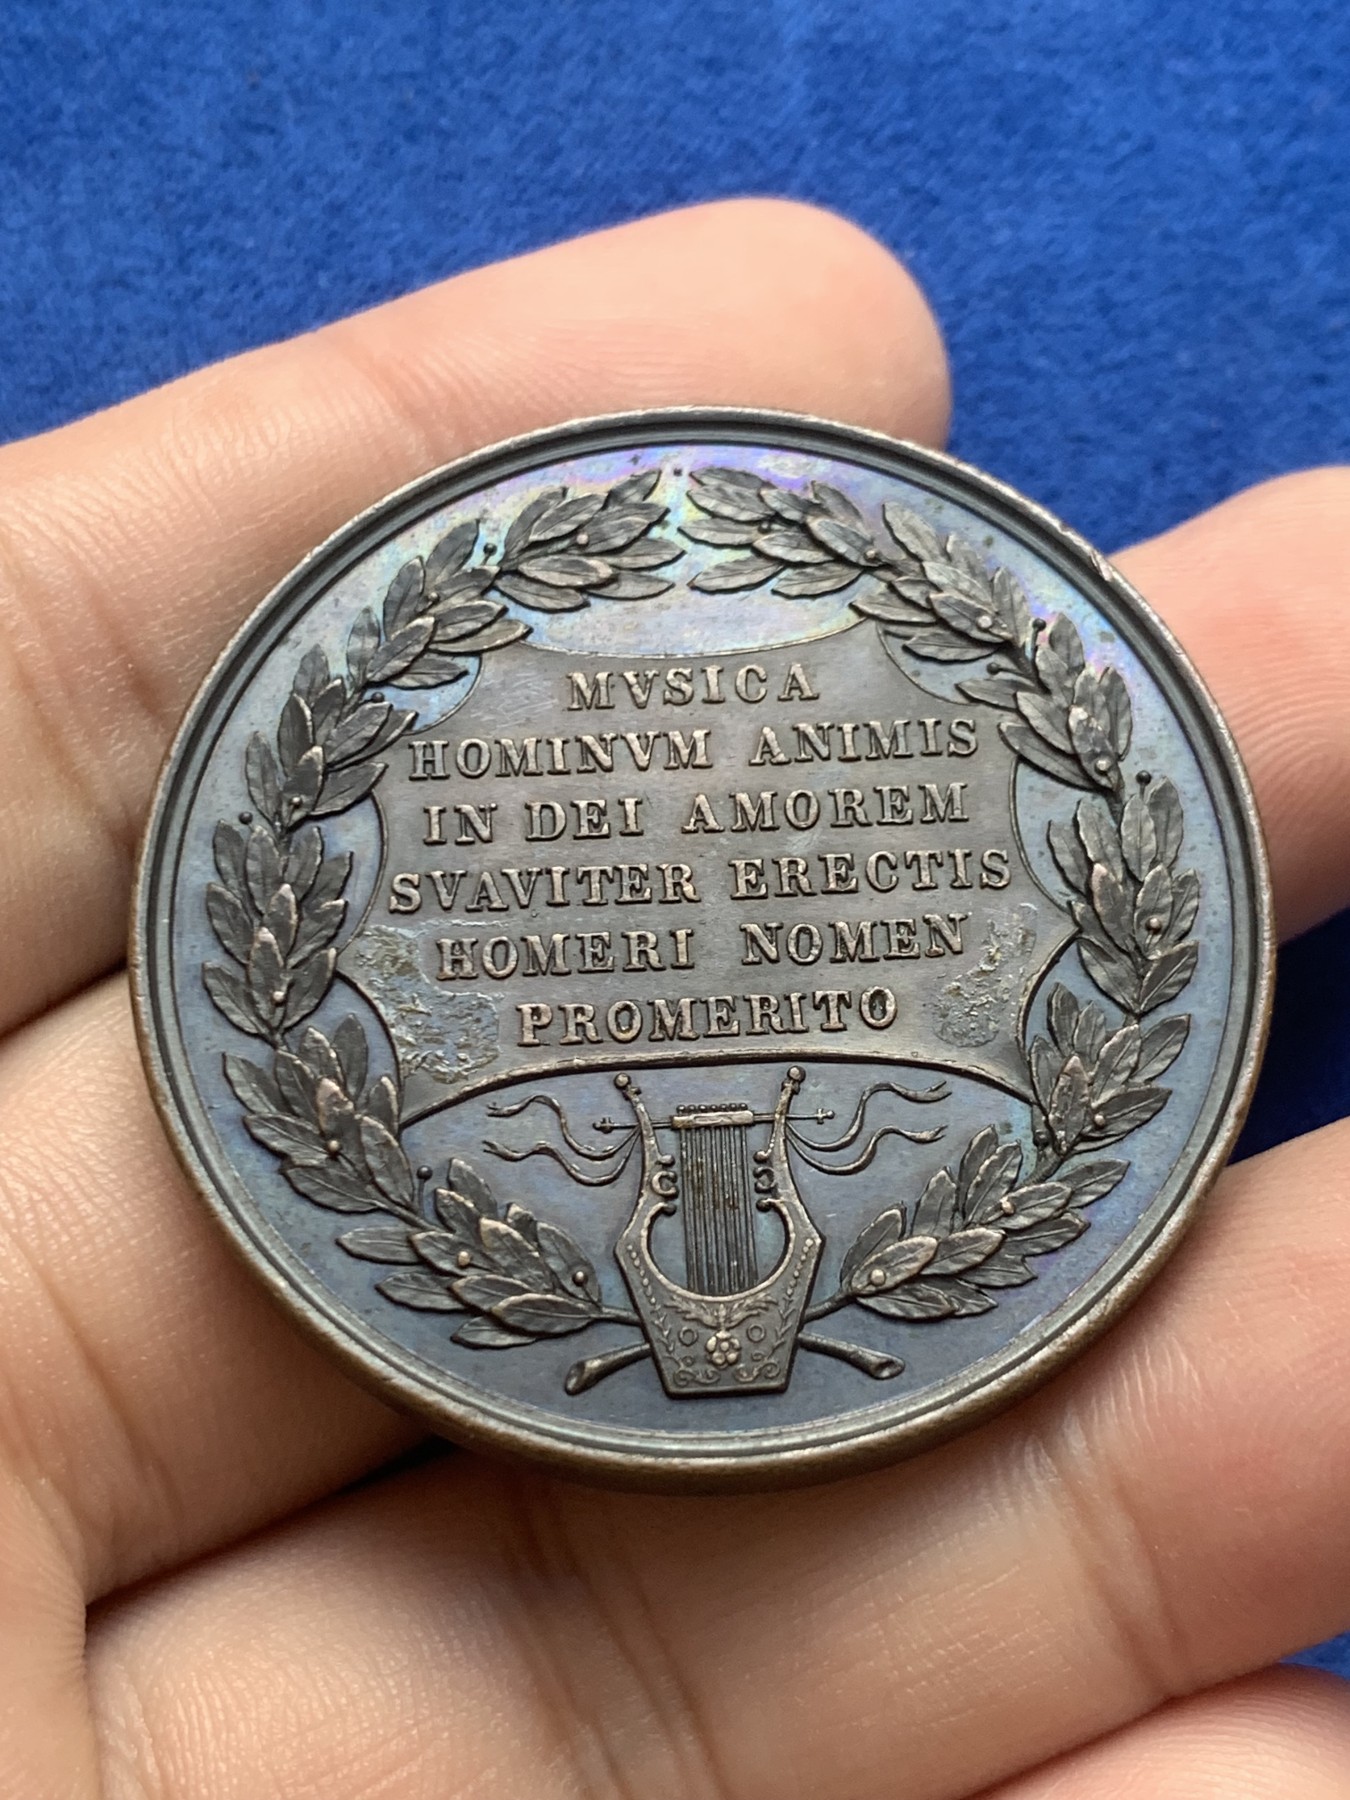 MVSICA
HOMINVM ANIMIS
IN DEI AMOREM
SVAVITER ERECTIS
HOMERI NOMEN
PROMERITO